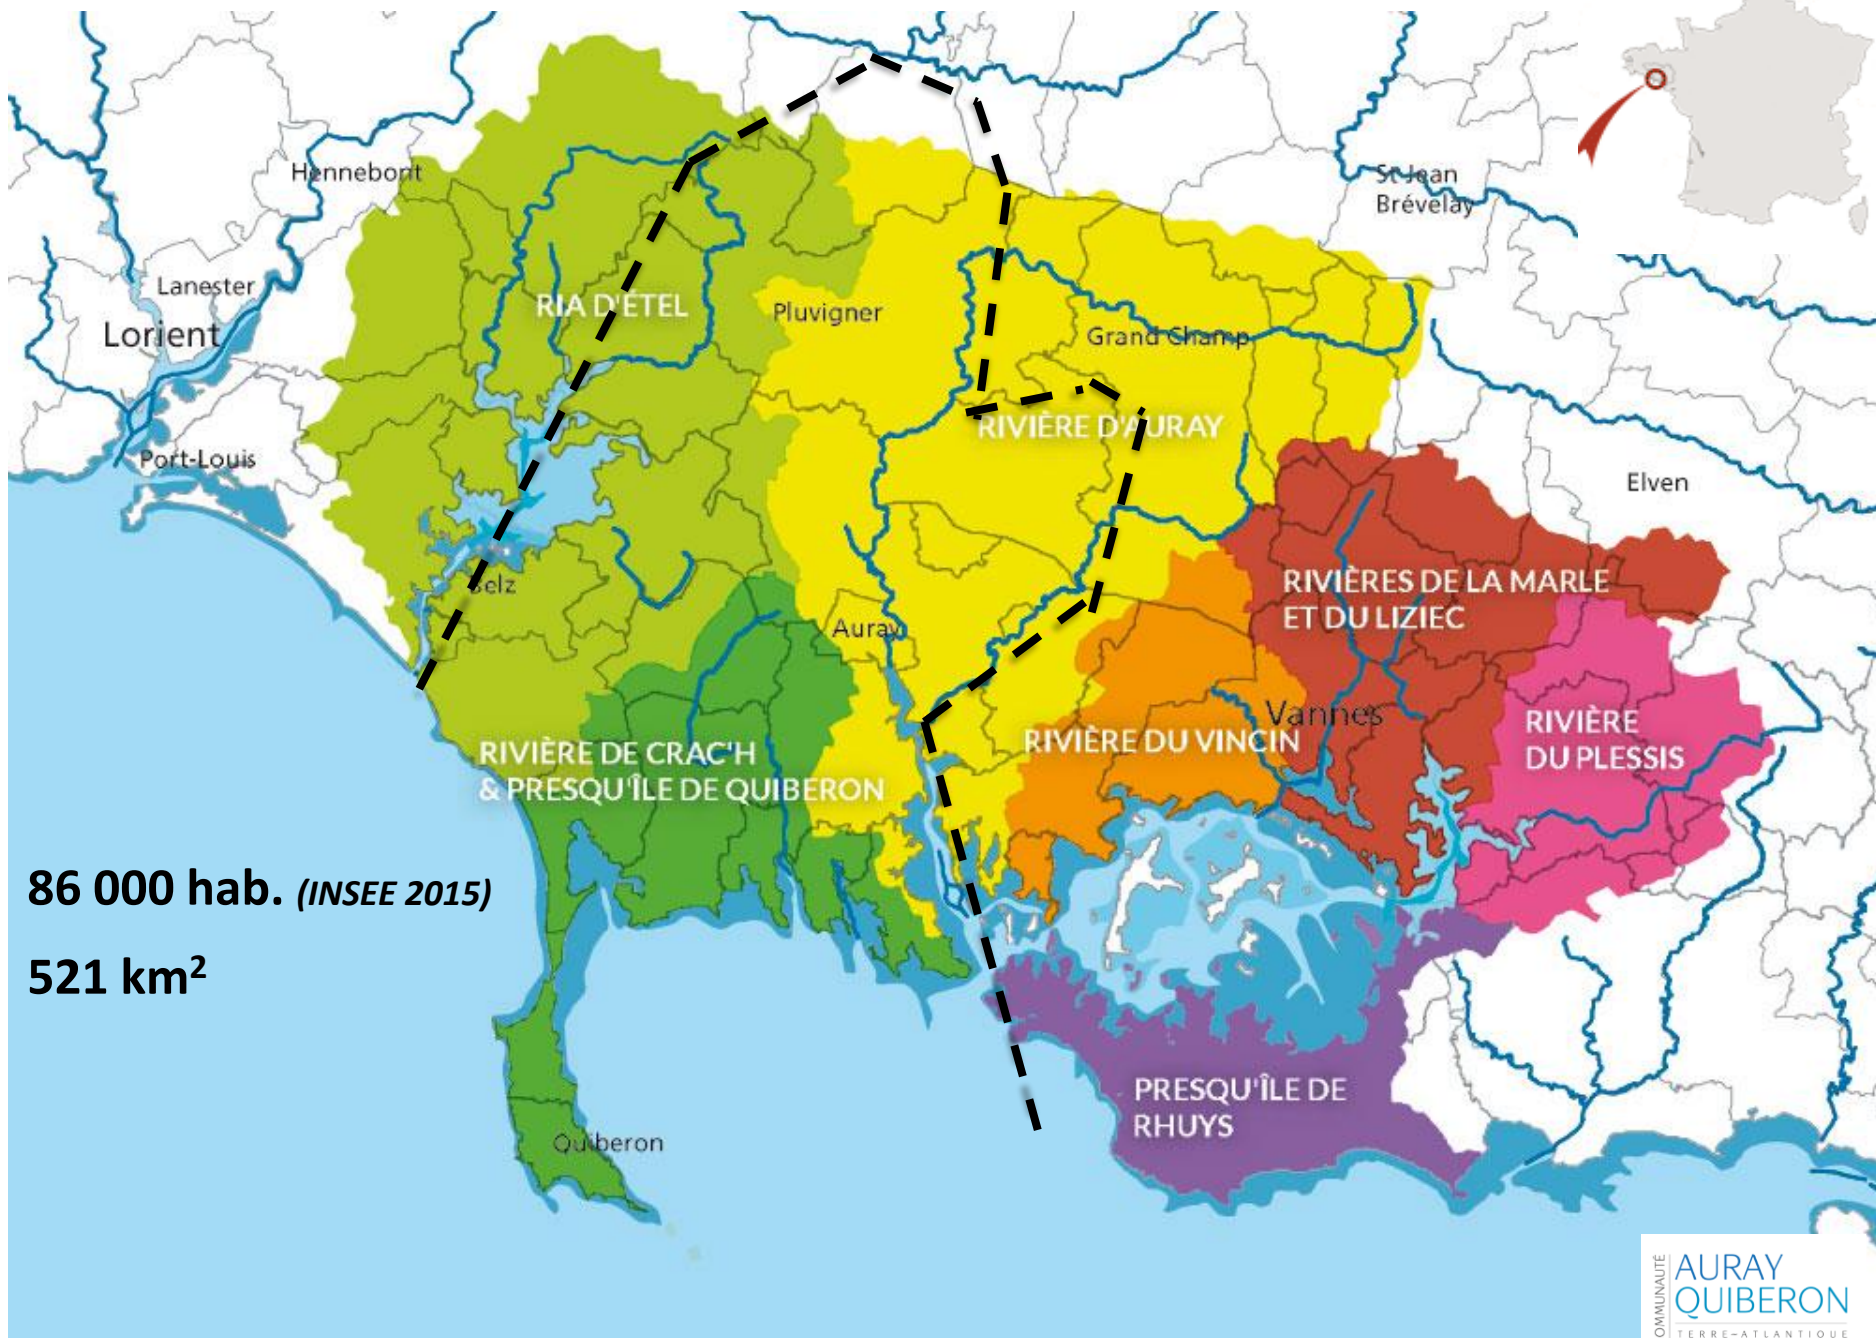 Hennebont
St Jean
Brévelay
Lanester
Lorient
RIA D'ÉTEL
Pluvigner
Grand Champ
Port-Louis
RIVIÈRE D'AURAY
Elven
Belz
RIVIÈRES DE LA MARLE
ET DU LIZIEC
Auray
Vannes
RIVIÈRE DU VINCIN
RIVIÈRE
DU PLESSIS
RIVIÈRE DE CRAC'H
& PRESQU'ÎLE DE QUIBERON
86 000 hab. (INSEE 2015)
521 km²
PRESQU'ÎLE DE
RHUYS
Quiberon
OMMUNAUTÉ
AURAY
QUIBERON
TERRE-ATLANTIQUE